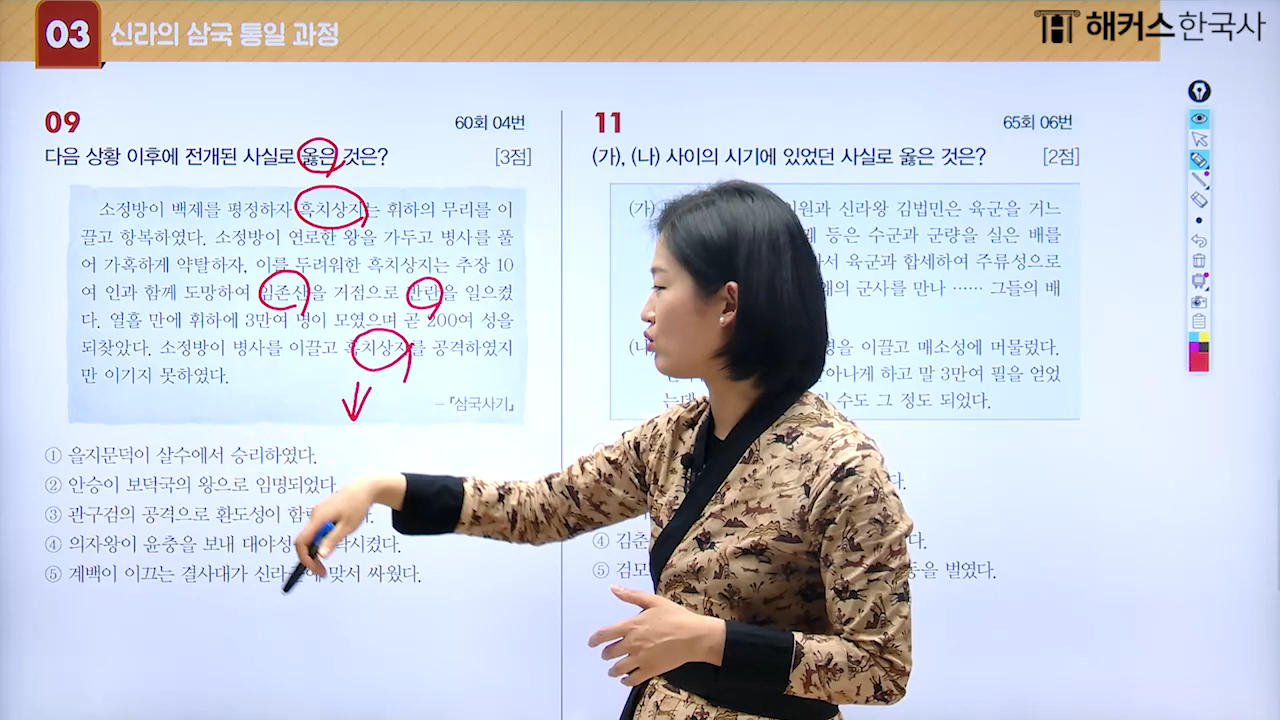 03 신라의 삼국 통일 과정
해커스한국사
09
60회 04번
다음 상황 이후에 전개된 사실로 옳은 것은? [3점]
소정방이 백제를 평정하자 흑치상지는 휘하의 무리를 이
끌고 항복하였다. 소정방이 연로한 왕을 가두고 병사를 풀
어 가혹하게 약탈하자, 이를 두려워한 흑치상지는 추장 10
여 인과 함께 도망하여 임존산을 거점으로 반란을 일으켰
다. 열흘 만에 휘하에 3만여 명이 모였으며 곧 200여 성을
되찾았다. 소정방이 병사를 이끌고 흑치상지를 공격하였지
만 이기지 못하였다.
- 『삼국사기』
① 을지문덕이 살수에서 승리하였다.
② 안승이 보덕국의 왕으로 임명되었다.
③ 관구검의 공격으로 환도성이
④ 의자왕이 윤충을 보내 대야성
⑤ 계백이 이끄는 결사대가 신라 맞서 싸웠다.
11
65회 06번
(가), (나) 사이의 시기에 있었던 사실로 옳은 것은? [2점]
(가) 신라왕 김법민은 육군을 거느
등은 수군과 군량을 실은 배를
육군과 합세하여 주류성으로
군사를 만나 …… 그들의 배
(나) 이끌고 매소성에 머물렀다.
하고 말 3만여 필을 얻었
는데 수도 그 정도 되었다.
④ 김춘
⑤ 검모 벌였다.